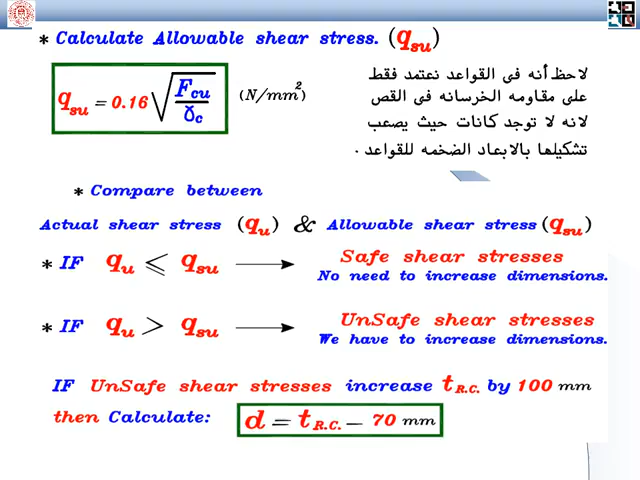 * Calculate Allowable shear stress. (qsu)
qsu = 0.16 √(Fcu/γc) (N/mm²)
لاحظ أنه فى القواعد نعتمد فقط
على مقاومه الخرسانه فى القص
لانه لا توجد كانات حيث يصعب
تشكيلها بالابعاد الضخمه للقواعد .
* Compare between
Actual shear stress (qu) & Allowable shear stress (qsu)
* IF qu ≤ qsu → Safe shear stresses
No need to increase dimensions.
* IF qu > qsu → UnSafe shear stresses
We have to increase dimensions.
IF UnSafe shear stresses increase tR.C. by 100 mm
then Calculate: d = tR.C. – 70 mm